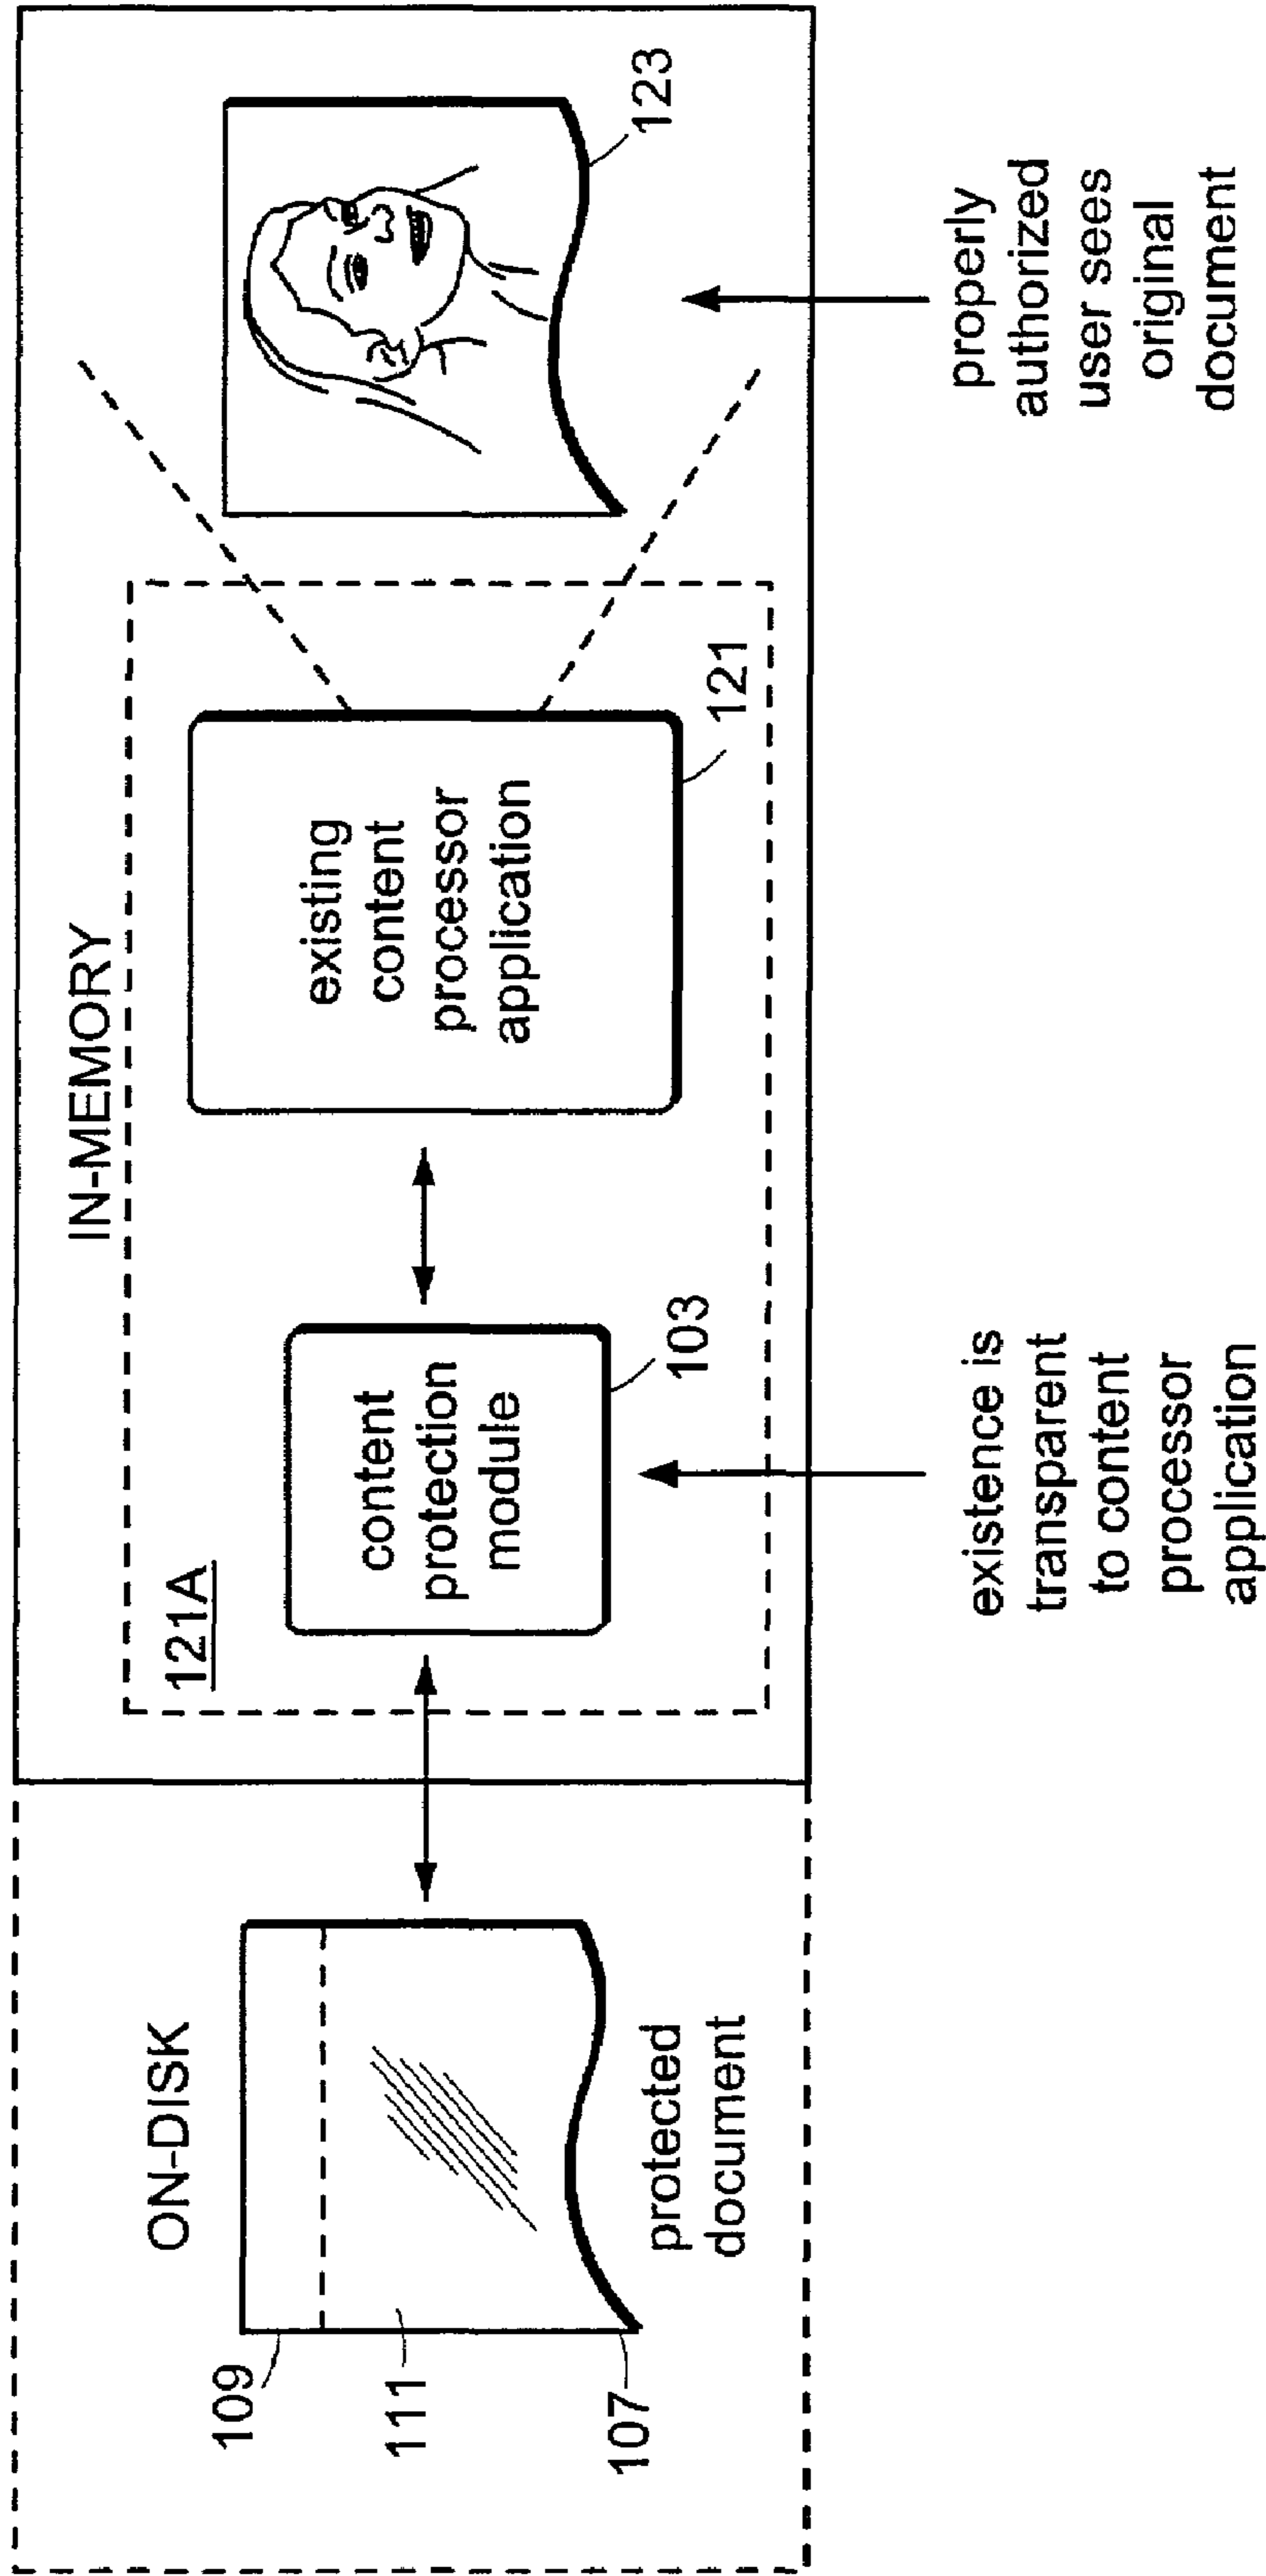 ON-DISK
109
111
107
protected
document
IN-MEMORY
121A
content
protection
module
103
existing
content
processor
application
121
123
existence is
transparent
to content
processor
application
properly
authorized
user sees
original
document